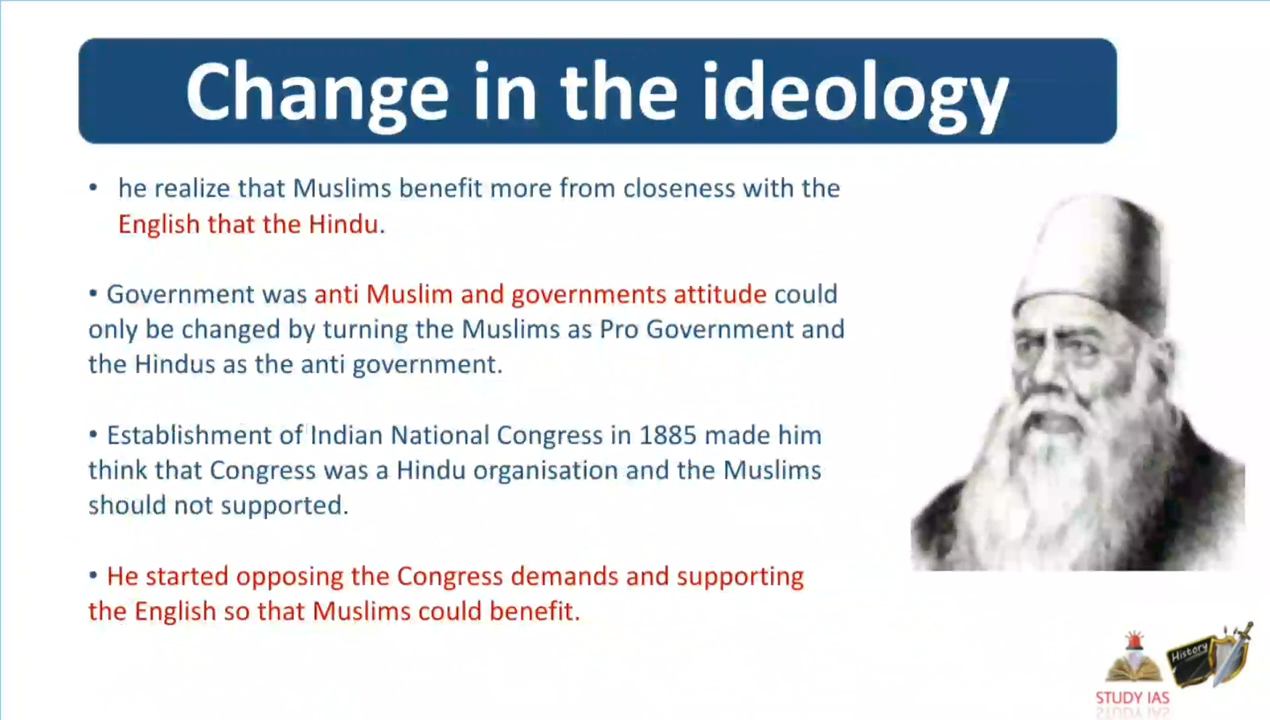 Change in the ideology
• he realize that Muslims benefit more from closeness with the
English that the Hindu.
• Government was anti Muslim and governments attitude could
only be changed by turning the Muslims as Pro Government and
the Hindus as the anti government.
• Establishment of Indian National Congress in 1885 made him
think that Congress was a Hindu organisation and the Muslims
should not supported.
• He started opposing the Congress demands and supporting
the English so that Muslims could benefit.
History
STUDY IAS